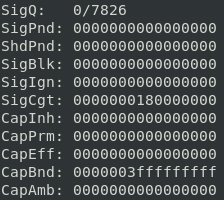 SigQ: 0/7826
SigPnd: 0000000000000000
ShdPnd: 0000000000000000
SigBlk: 0000000000000000
SigIgn: 0000000000000000
SigCgt: 0000000180000000
CapInh: 0000000000000000
CapPrm: 0000000000000000
CapEff: 0000000000000000
CapBnd: 0000003fffffffff
CapAmb: 0000000000000000